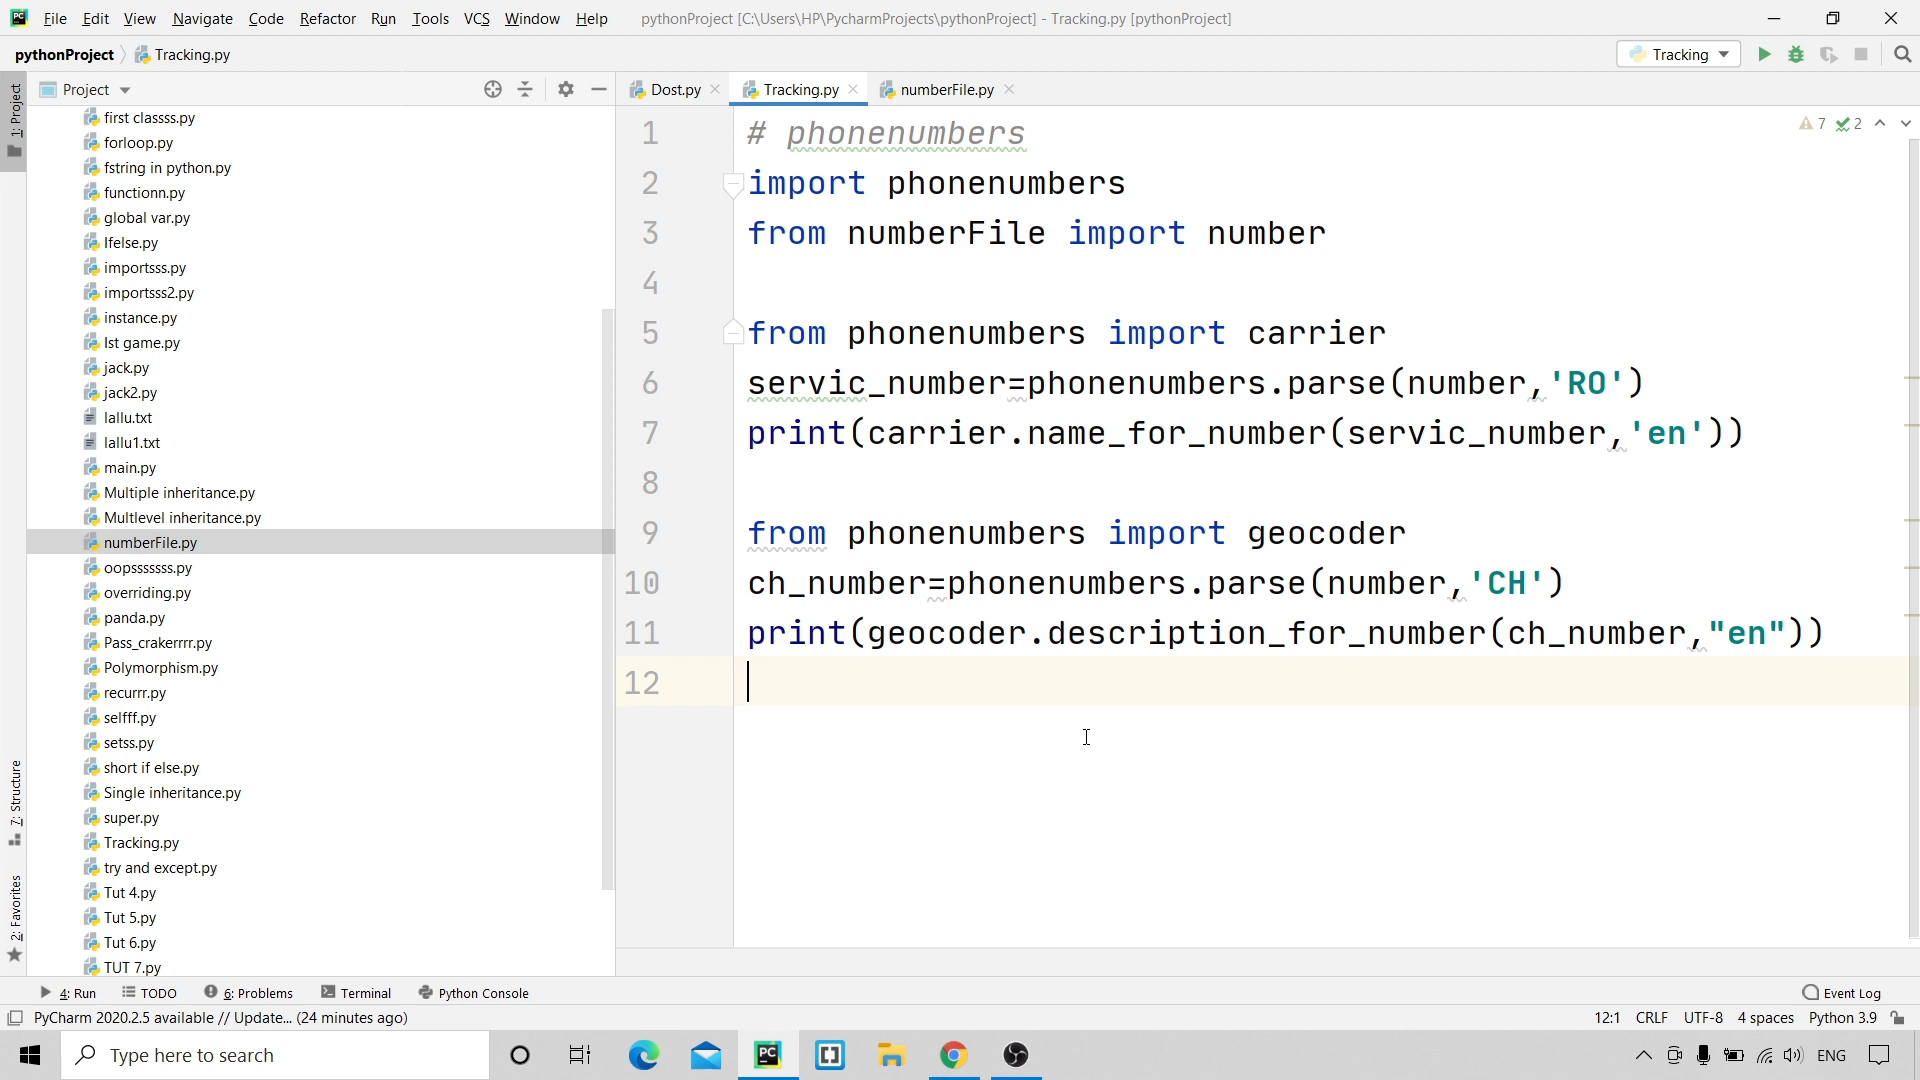 File Edit View Navigate Code Refactor Run Tools VCS Window Help pythonProject [C:\Users\HP\PycharmProjects\pythonProject] - Tracking.py [pythonProject]
pythonProject Tracking.py Tracking
Project Dost.py Tracking.py numberFile.py
1: Project
7: Structure
2: Favorites
first classss.py
forloop.py
fstring in python.py
functionn.py
global var.py
Ifelse.py
importsss.py
importsss2.py
instance.py
Ist game.py
jack.py
jack2.py
lallu.txt
lallu1.txt
main.py
Multiple inheritance.py
Multlevel inheritance.py
numberFile.py
oopsssssss.py
overriding.py
panda.py
Pass_crakerrrr.py
Polymorphism.py
recurrr.py
selfff.py
setss.py
short if else.py
Single inheritance.py
super.py
Tracking.py
try and except.py
Tut 4.py
Tut 5.py
Tut 6.py
TUT 7.py
7 2
1 # phonenumbers
2 import phonenumbers
3 from numberFile import number
4
5 from phonenumbers import carrier
6 servic_number=phonenumbers.parse(number,'RO')
7 print(carrier.name_for_number(servic_number,'en'))
8
9 from phonenumbers import geocoder
10 ch_number=phonenumbers.parse(number,'CH')
11 print(geocoder.description_for_number(ch_number,"en"))
12
4: Run TODO 6: Problems Terminal Python Console Event Log
PyCharm 2020.2.5 available // Update... (24 minutes ago) 12:1 CRLF UTF-8 4 spaces Python 3.9
Type here to search PC ENG